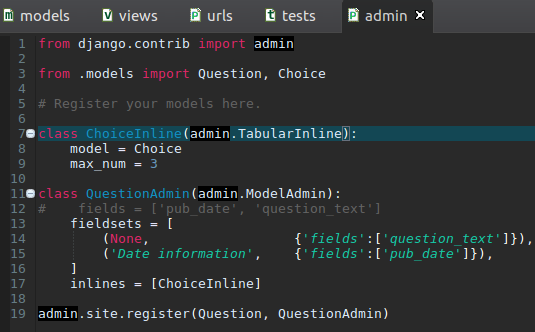 models views urls tests admin
1 from django.contrib import admin
2
3 from .models import Question, Choice
4
5 # Register your models here.
6
7 class ChoiceInline(admin.TabularInline):
8     model = Choice
9     max_num = 3
10
11 class QuestionAdmin(admin.ModelAdmin):
12 #    fields = ['pub_date', 'question_text']
13     fieldsets = [
14         (None,                  {'fields':['question_text']}),
15         ('Date information',    {'fields':['pub_date']}),
16     ]
17     inlines = [ChoiceInline]
18
19 admin.site.register(Question, QuestionAdmin)